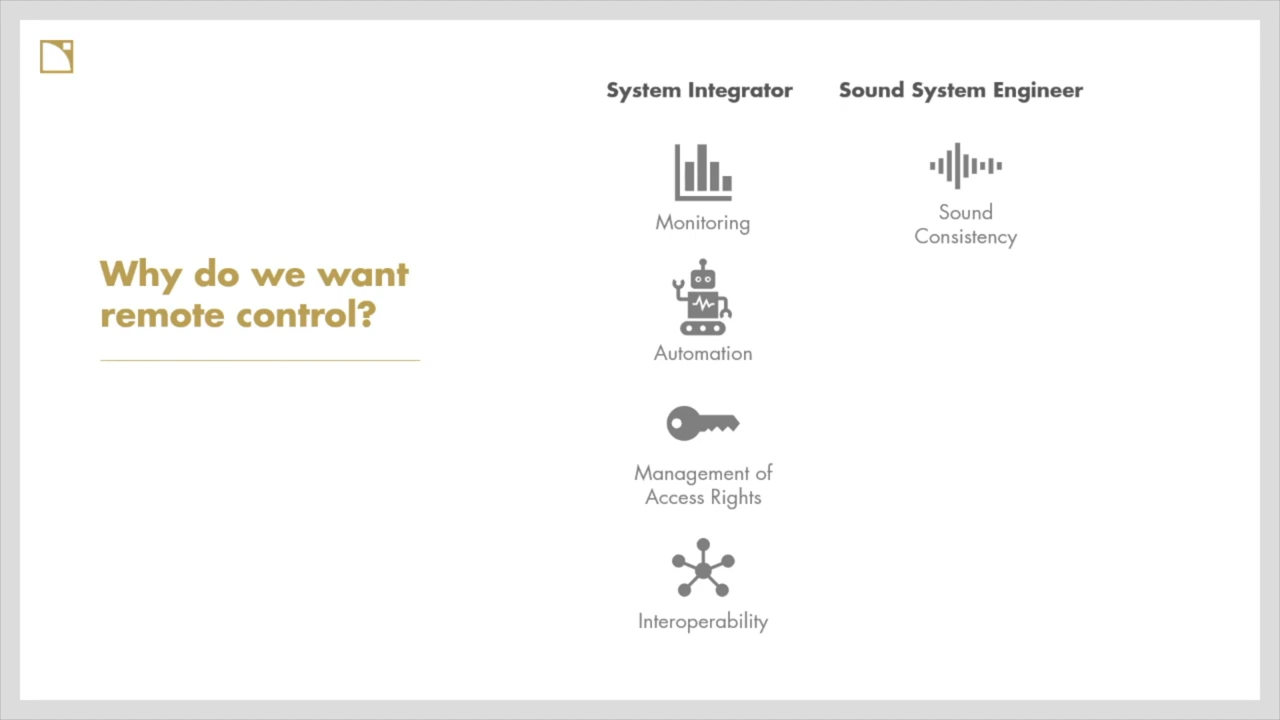 Why do we want
remote control?
System Integrator
Monitoring
Automation
Management of
Access Rights
Interoperability
Sound System Engineer
Sound
Consistency